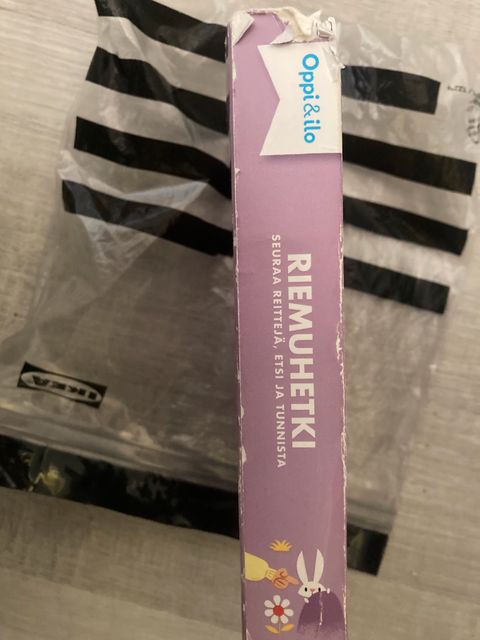 Oppi & ilo
RIEMUHETKI
SEURAA REITTEJÄ, ETSI JA TUNNISTA
IKEA